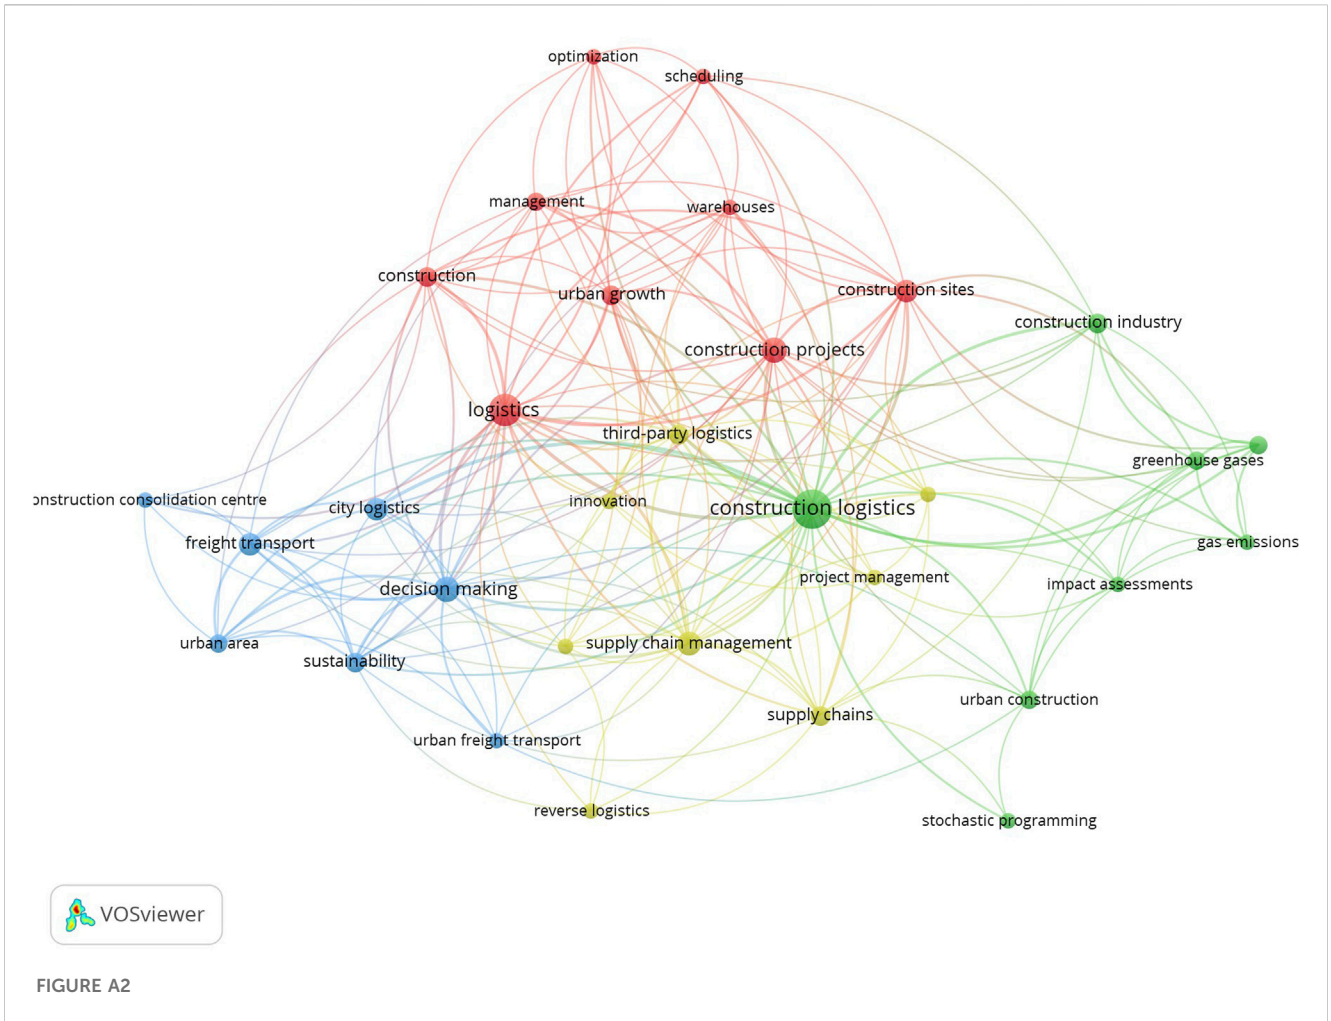 optimization
scheduling
management
warehouses
construction
urban growth
construction sites
construction industry
construction projects
logistics
third-party logistics
greenhouse gases
onstruction consolidation centre
city logistics
innovation
construction logistics
freight transport
gas emissions
decision making
project management
impact assessments
urban area
supply chain management
sustainability
urban construction
supply chains
urban freight transport
reverse logistics
stochastic programming
VOSviewer
FIGURE A2